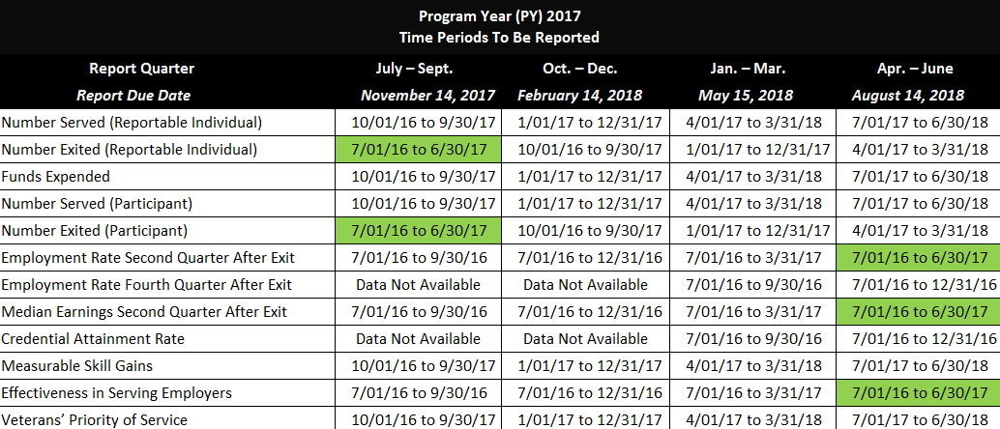 Program Year (PY) 2017
Time Periods To Be Reported
Report Quarter July – Sept. Oct. – Dec. Jan. – Mar. Apr. – June
Report Due Date November 14, 2017 February 14, 2018 May 15, 2018 August 14, 2018
Number Served (Reportable Individual) 10/01/16 to 9/30/17 1/01/17 to 12/31/17 4/01/17 to 3/31/18 7/01/17 to 6/30/18
Number Exited (Reportable Individual) 7/01/16 to 6/30/17 10/01/16 to 9/30/17 1/01/17 to 12/31/17 4/01/17 to 3/31/18
Funds Expended 10/01/16 to 9/30/17 1/01/17 to 12/31/17 4/01/17 to 3/31/18 7/01/17 to 6/30/18
Number Served (Participant) 10/01/16 to 9/30/17 1/01/17 to 12/31/17 4/01/17 to 3/31/18 7/01/17 to 6/30/18
Number Exited (Participant) 7/01/16 to 6/30/17 10/01/16 to 9/30/17 1/01/17 to 12/31/17 4/01/17 to 3/31/18
Employment Rate Second Quarter After Exit 7/01/16 to 9/30/16 7/01/16 to 12/31/16 7/01/16 to 3/31/17 7/01/16 to 6/30/17
Employment Rate Fourth Quarter After Exit Data Not Available Data Not Available 7/01/16 to 9/30/16 7/01/16 to 12/31/16
Median Earnings Second Quarter After Exit 7/01/16 to 9/30/16 7/01/16 to 12/31/16 7/01/16 to 3/31/17 7/01/16 to 6/30/17
Credential Attainment Rate Data Not Available Data Not Available 7/01/16 to 9/30/16 7/01/16 to 12/31/16
Measurable Skill Gains 10/01/16 to 9/30/17 1/01/17 to 12/31/17 4/01/17 to 3/31/18 7/01/17 to 6/30/18
Effectiveness in Serving Employers 7/01/16 to 9/30/16 7/01/16 to 12/31/16 7/01/16 to 3/31/17 7/01/16 to 6/30/17
Veterans’ Priority of Service 10/01/16 to 9/30/17 1/01/17 to 12/31/17 4/01/17 to 3/31/18 7/01/17 to 6/30/18